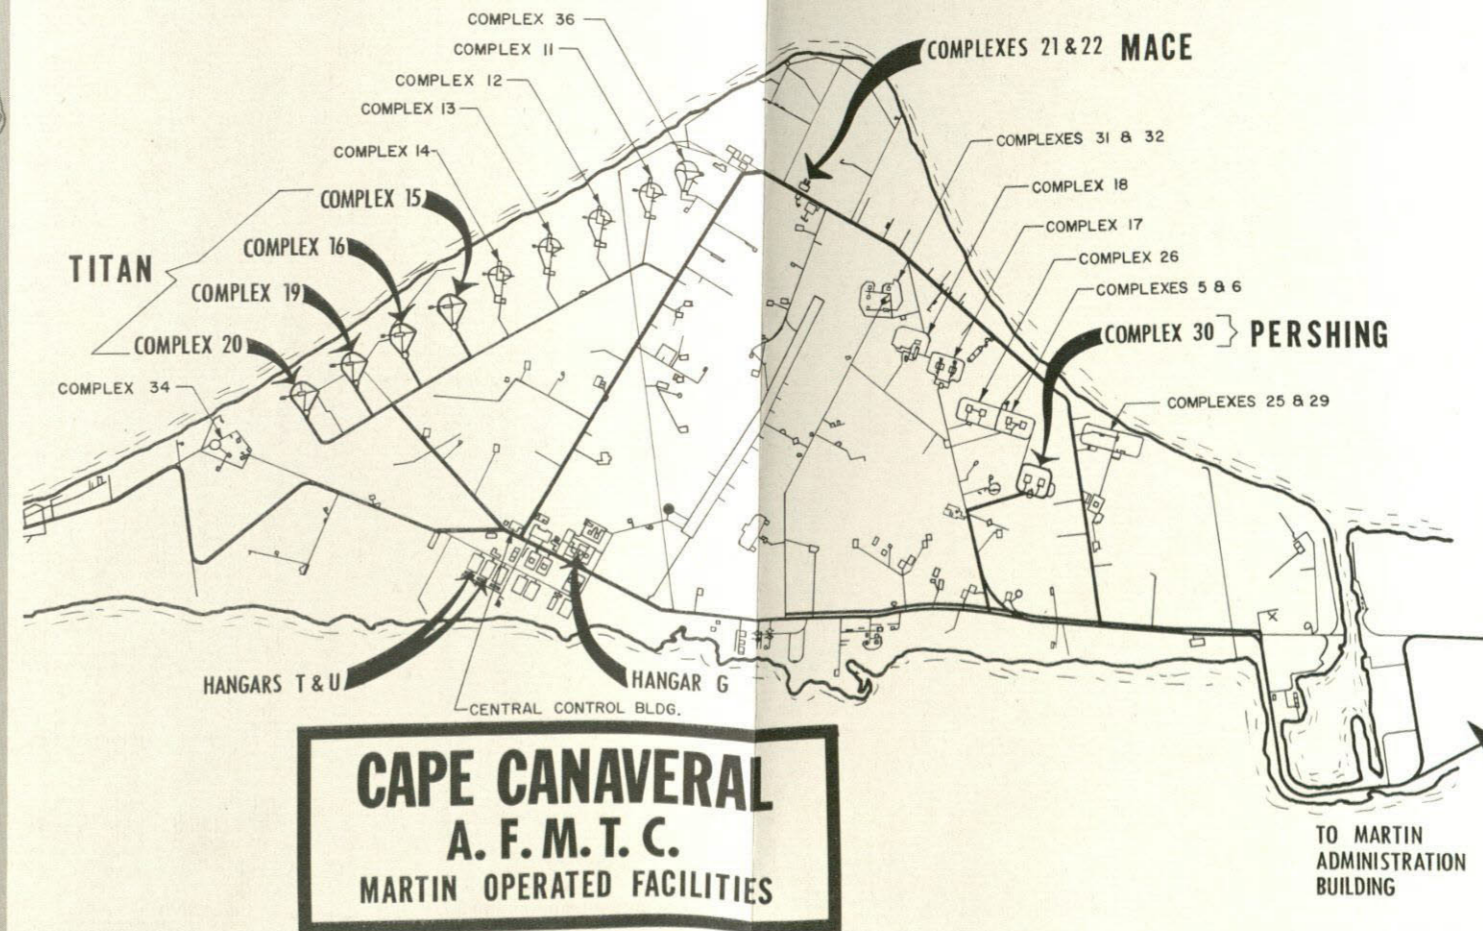 COMPLEX 36
COMPLEX 11
COMPLEX 12
COMPLEX 13
COMPLEX 14
COMPLEX 15
COMPLEX 16
TITAN
COMPLEX 19
COMPLEX 20
COMPLEX 34
COMPLEXES 21 & 22 MACE
COMPLEXES 31 & 32
COMPLEX 18
COMPLEX 17
COMPLEX 26
COMPLEXES 5 & 6
COMPLEX 30 PERSHING
COMPLEXES 25 & 29
HANGARS T & U
HANGAR G
CENTRAL CONTROL BLDG.
CAPE CANAVERAL
A. F. M. T. C.
MARTIN OPERATED FACILITIES
TO MARTIN
ADMINISTRATION
BUILDING